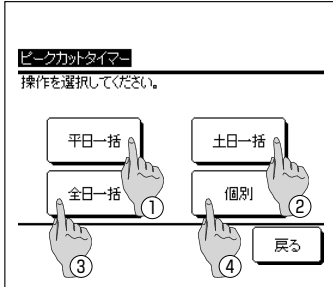 ピークカットタイマー
操作を選択してください。
平日一括
土日一括
①
②
全日一括
個別
③
④
戻る